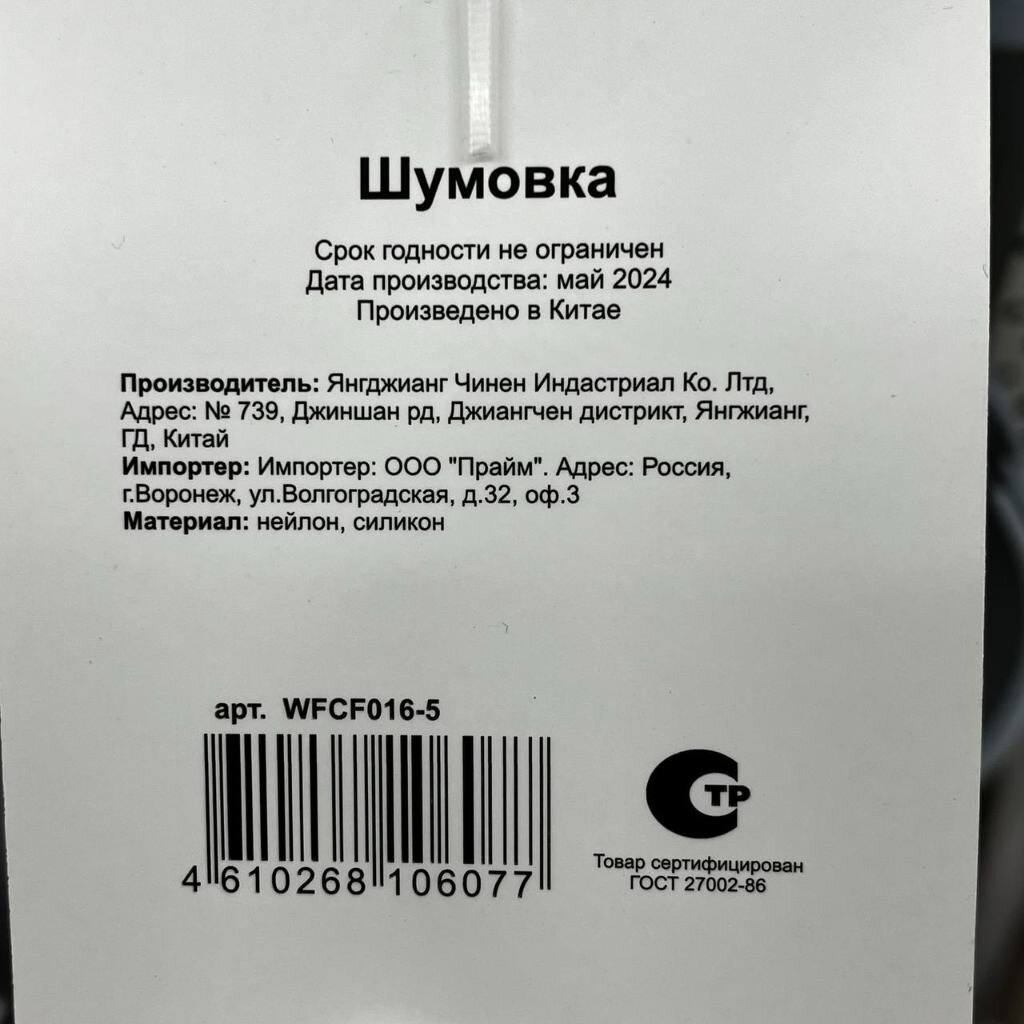 Шумовка
Срок годности не ограничен
Дата производства: май 2024
Произведено в Китае
Производитель: Янгджианг Чинен Индастриал Ко. Лтд,
Адрес: № 739, Джиншан рд, Джиангчен дистрикт, Янгжианг,
ГД, Китай
Импортер: Импортер: ООО "Прайм". Адрес: Россия,
г.Воронеж, ул.Волгоградская, д.32, оф.3
Материал: нейлон, силикон
арт. WFCF016-5
4 610268 106077
СТР
Товар сертифицирован
ГОСТ 27002-86